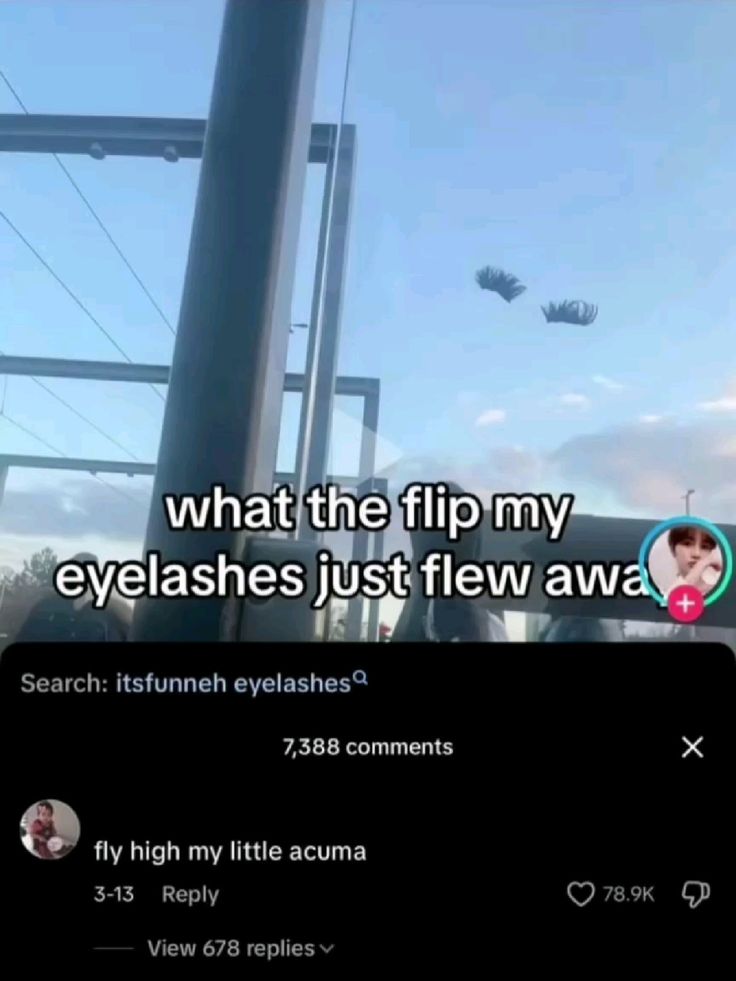 what the flip my
eyelashes just flew awa
Search: itsfunneh eyelashes
7,388 comments
fly high my little acuma
3-13 Reply 78.9K
View 678 replies